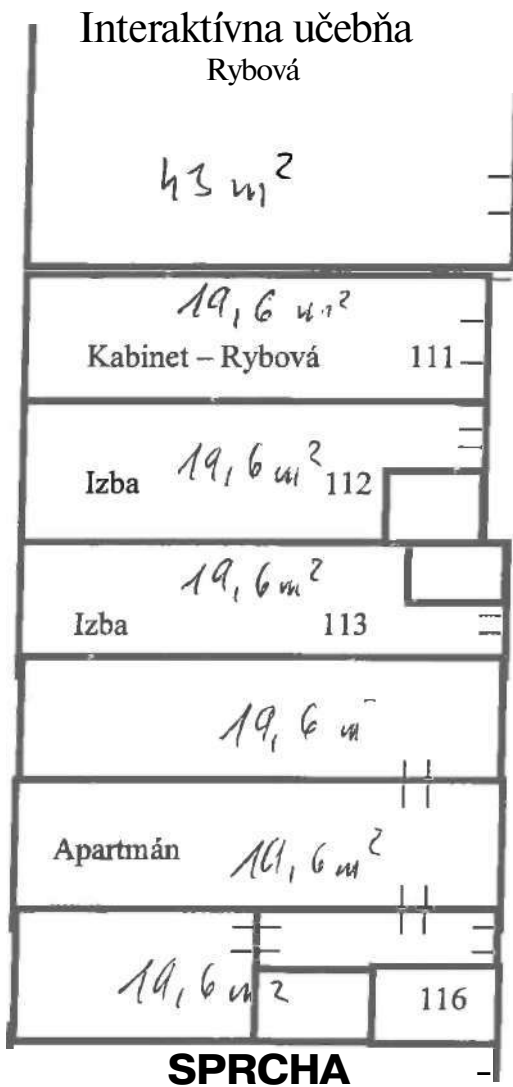 Interaktívna učebňa
Rybová
43 m²
19,6 m²
Kabinet – Rybová 111
19,6 m²
Izba 112
19,6 m²
Izba 113
19,6 m
Apartmán 19,6 m²
19,6 m²
116
SPRCHA